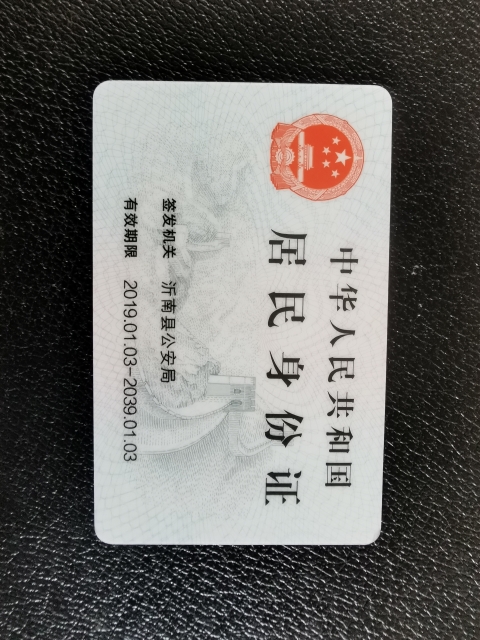 中华人民共和国
居民身份证
签发机关 沂南县公安局
有效期限 2019.01.03-2039.01.03